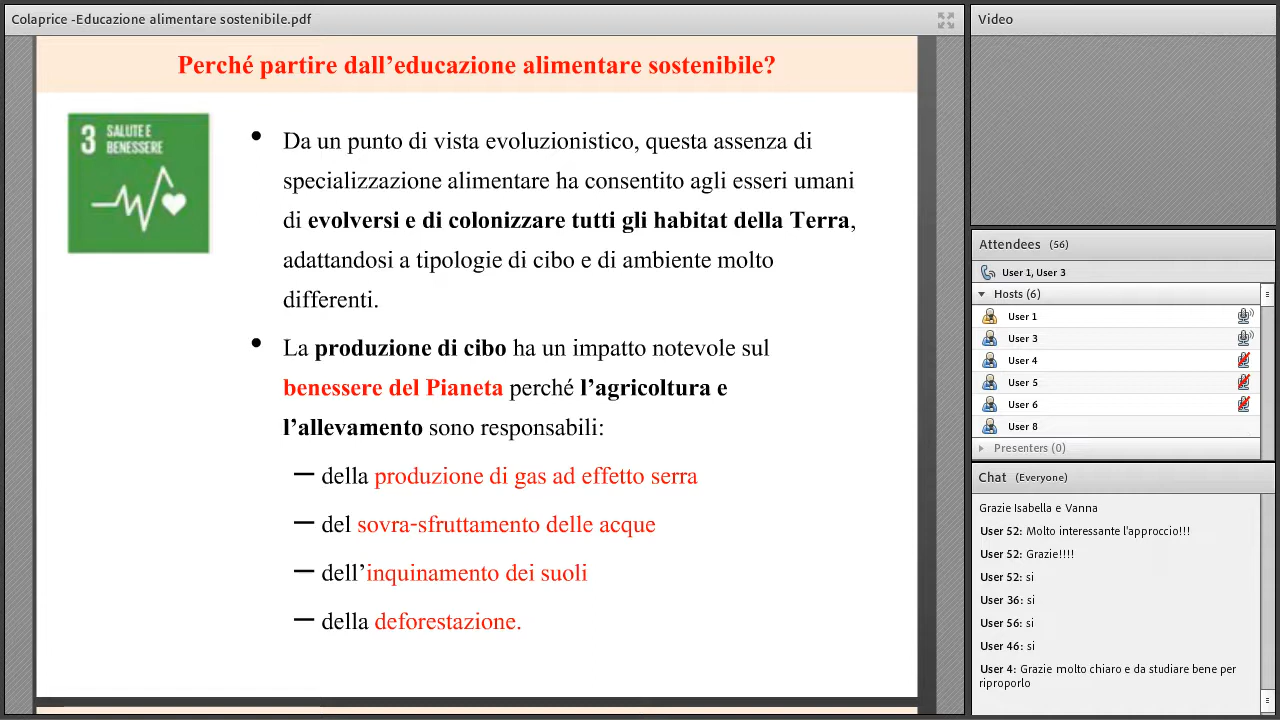 Colaprice -Educazione alimentare sostenibile.pdf
Perché partire dall’educazione alimentare sostenibile?
3 SALUTE E
BENESSERE
• Da un punto di vista evoluzionistico, questa assenza di
specializzazione alimentare ha consentito agli esseri umani
di evolversi e di colonizzare tutti gli habitat della Terra,
adattandosi a tipologie di cibo e di ambiente molto
differenti.
• La produzione di cibo ha un impatto notevole sul
benessere del Pianeta perché l’agricoltura e
l’allevamento sono responsabili:
– della produzione di gas ad effetto serra
– del sovra-sfruttamento delle acque
– dell’inquinamento dei suoli
– della deforestazione.
Video
Attendees (56)
User 1, User 3
Hosts (6)
User 1
User 3
User 4
User 5
User 6
User 8
Presenters (0)
Chat (Everyone)
Grazie Isabella e Vanna
User 52: Molto interessante l'approccio!!!
User 52: Grazie!!!!
User 52: si
User 36: si
User 56: si
User 46: si
User 4: Grazie molto chiaro e da studiare bene per
riproporlo